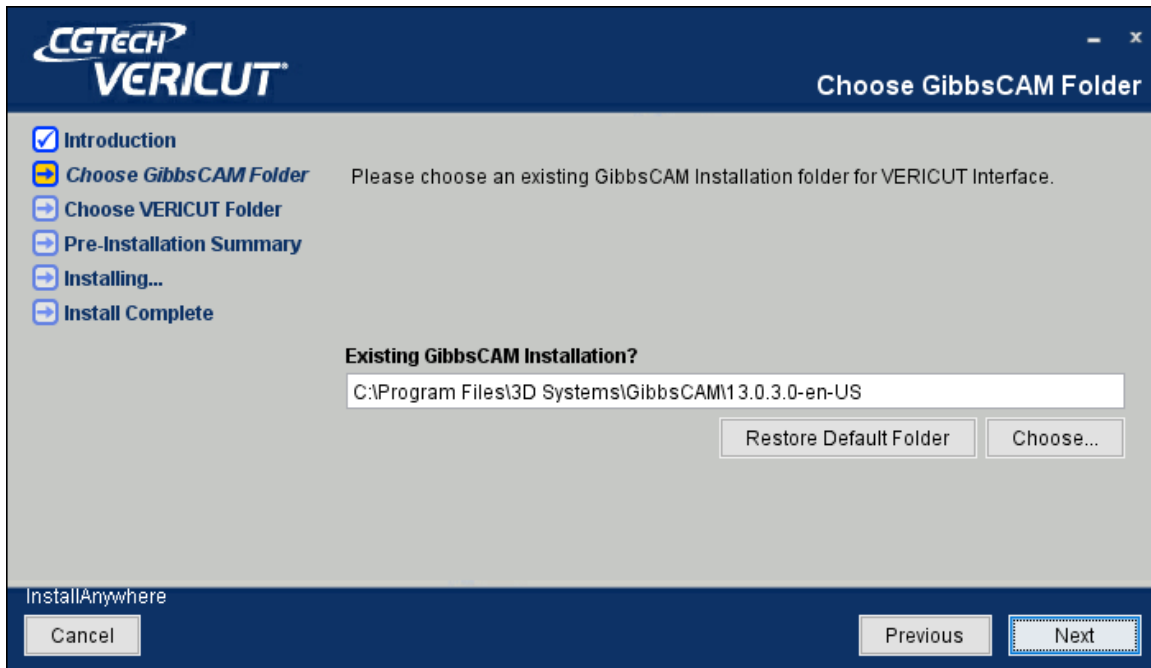 CGTECH
VERICUT®
Choose GibbsCAM Folder
Introduction
Choose GibbsCAM Folder
Choose VERICUT Folder
Pre-Installation Summary
Installing...
Install Complete
Please choose an existing GibbsCAM Installation folder for VERICUT Interface.
Existing GibbsCAM Installation?
C:\Program Files\3D Systems\GibbsCAM\13.0.3.0-en-US
Restore Default Folder
Choose...
InstallAnywhere
Cancel
Previous
Next